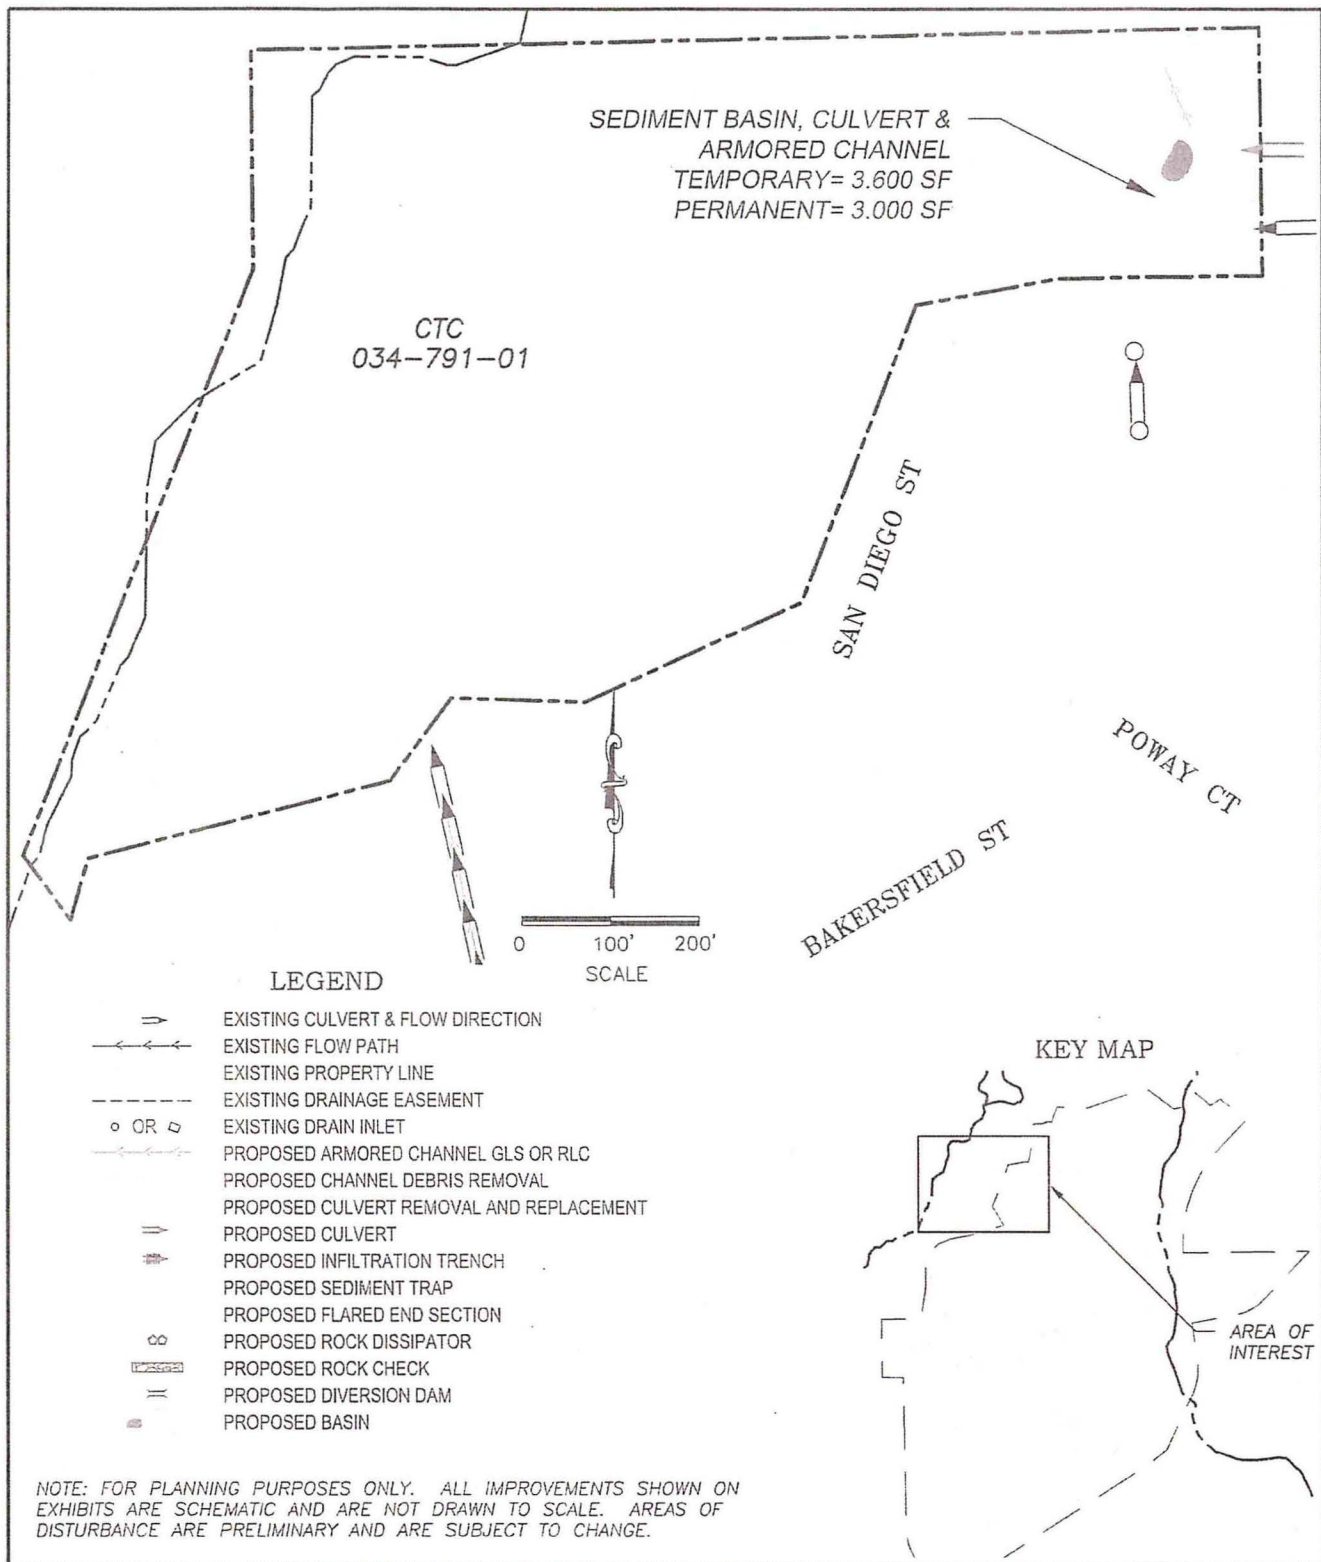 SEDIMENT BASIN, CULVERT &
ARMORED CHANNEL
TEMPORARY= 3.600 SF
PERMANENT= 3.000 SF
CTC
034-791-01
SAN DIEGO ST
POWAY CT
BAKERSFIELD ST
0 100' 200'
SCALE
LEGEND
EXISTING CULVERT & FLOW DIRECTION
EXISTING FLOW PATH
EXISTING PROPERTY LINE
EXISTING DRAINAGE EASEMENT
OR EXISTING DRAIN INLET
PROPOSED ARMORED CHANNEL GLS OR RLC
PROPOSED CHANNEL DEBRIS REMOVAL
PROPOSED CULVERT REMOVAL AND REPLACEMENT
PROPOSED CULVERT
PROPOSED INFILTRATION TRENCH
PROPOSED SEDIMENT TRAP
PROPOSED FLARED END SECTION
PROPOSED ROCK DISSIPATOR
PROPOSED ROCK CHECK
PROPOSED DIVERSION DAM
PROPOSED BASIN
KEY MAP
AREA OF
INTEREST
NOTE: FOR PLANNING PURPOSES ONLY. ALL IMPROVEMENTS SHOWN ON
EXHIBITS ARE SCHEMATIC AND ARE NOT DRAWN TO SCALE. AREAS OF
DISTURBANCE ARE PRELIMINARY AND ARE SUBJECT TO CHANGE.